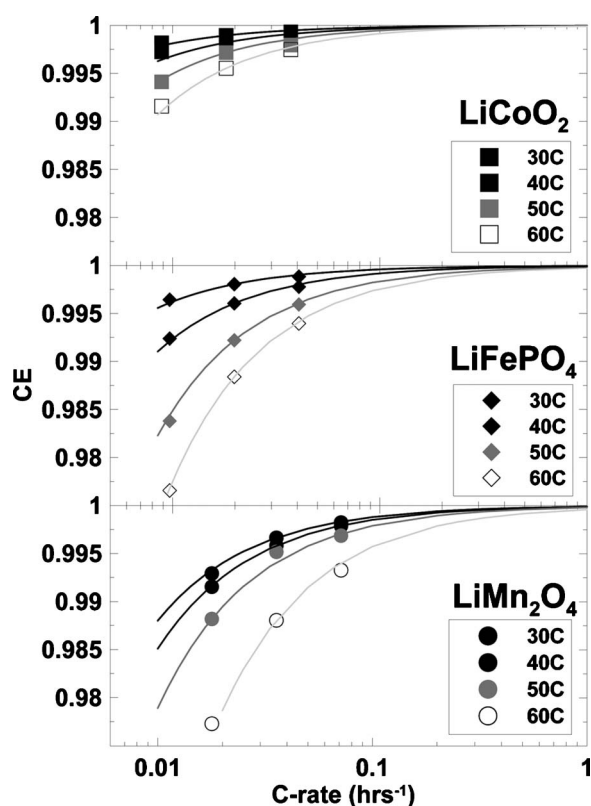 1
0.995
0.99
0.985
0.98
LiCoO₂
30C
40C
50C
60C
1
0.995
0.99
0.985
0.98
LiFePO₄
30C
40C
50C
60C
CE
1
0.995
0.99
0.985
0.98
LiMn₂O₄
30C
40C
50C
60C
0.01 0.1 1
C-rate (hrs⁻¹)